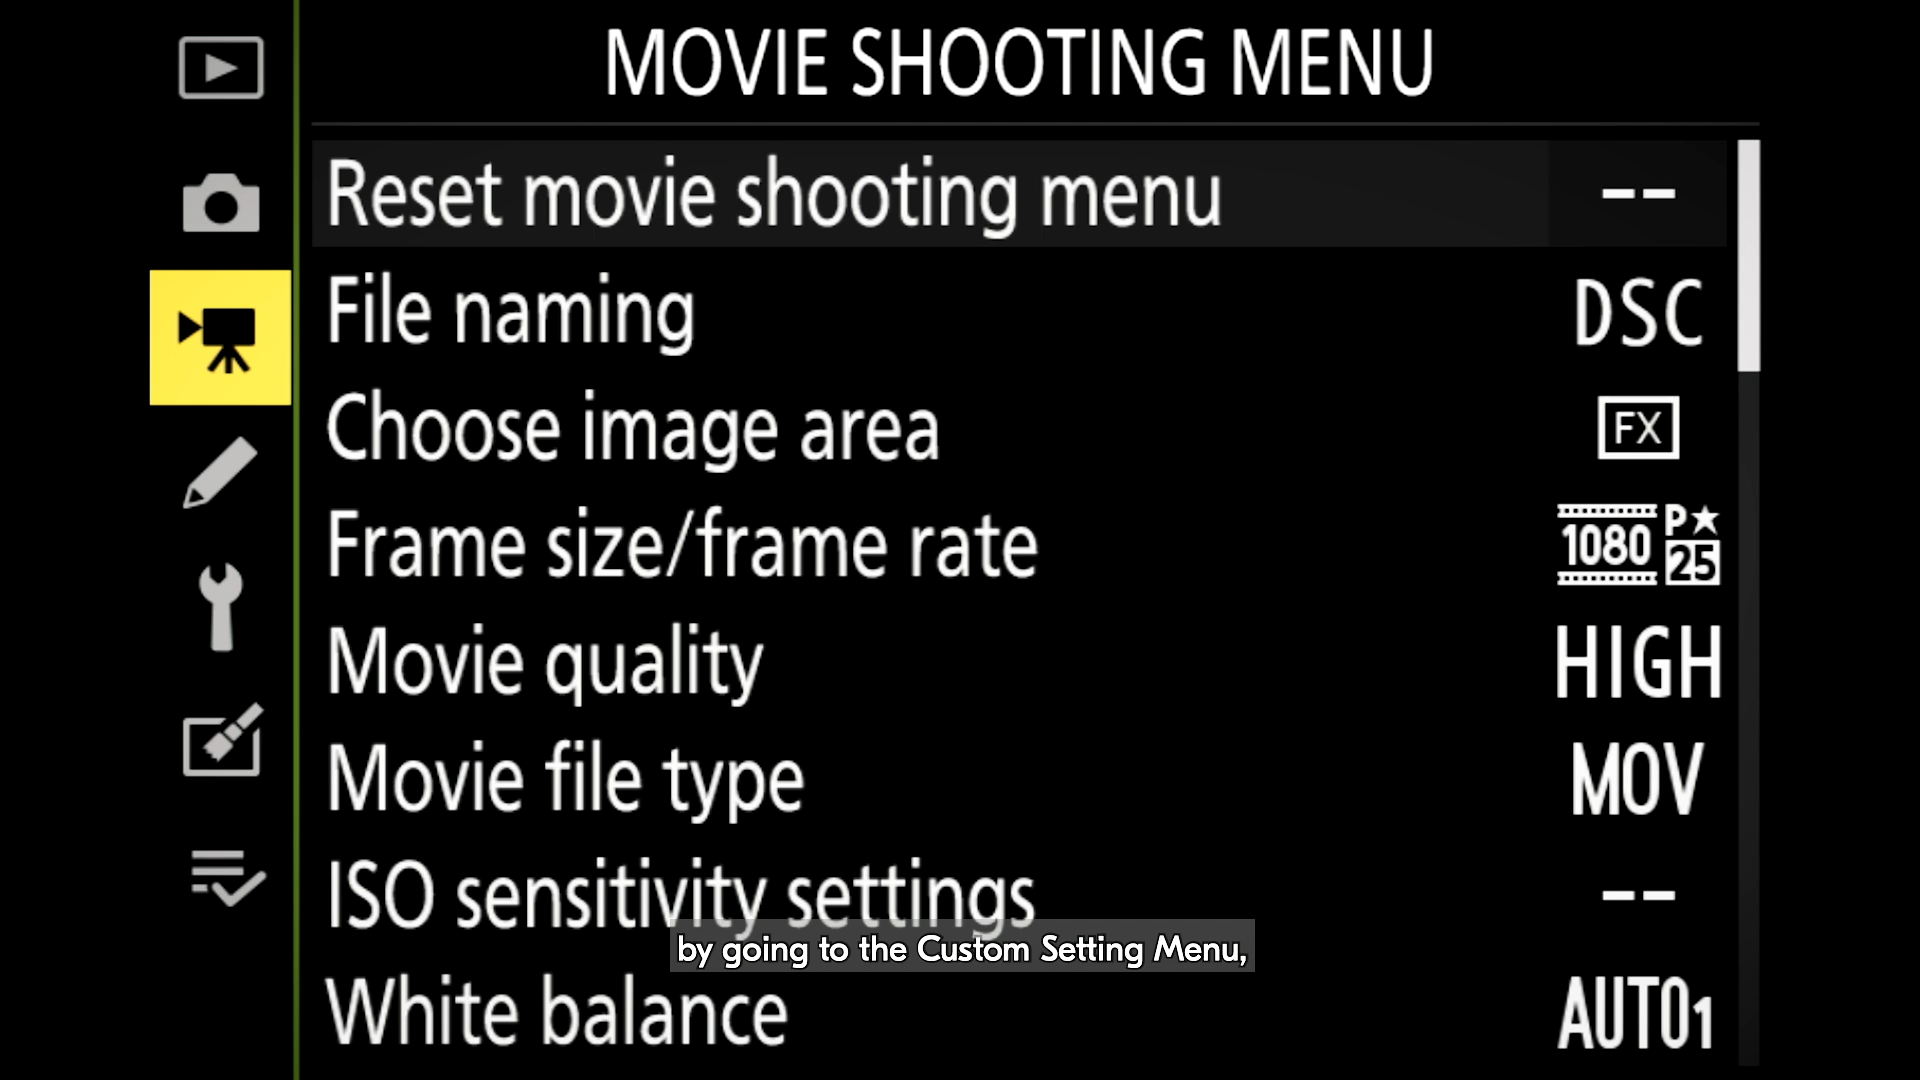 MOVIE SHOOTING MENU
Reset movie shooting menu --
File naming DSC
Choose image area FX
Frame size/frame rate 1080 P★ 25
Movie quality HIGH
Movie file type MOV
ISO sensitivity settings --
by going to the Custom Setting Menu,
White balance AUTO1